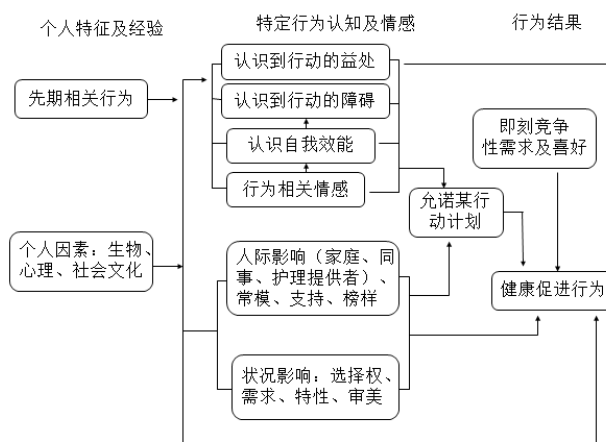 个人特征及经验
特定行为认知及情感
行为结果
先期相关行为
个人因素：生物、
心理、社会文化
认识到行动的益处
认识到行动的障碍
认识自我效能
行为相关情感
人际影响（家庭、同
事、护理提供者）、
常模、支持、榜样
状况影响：选择权、
需求、特性、审美
允诺某行
动计划
即刻竞争
性需求及喜好
健康促进行为